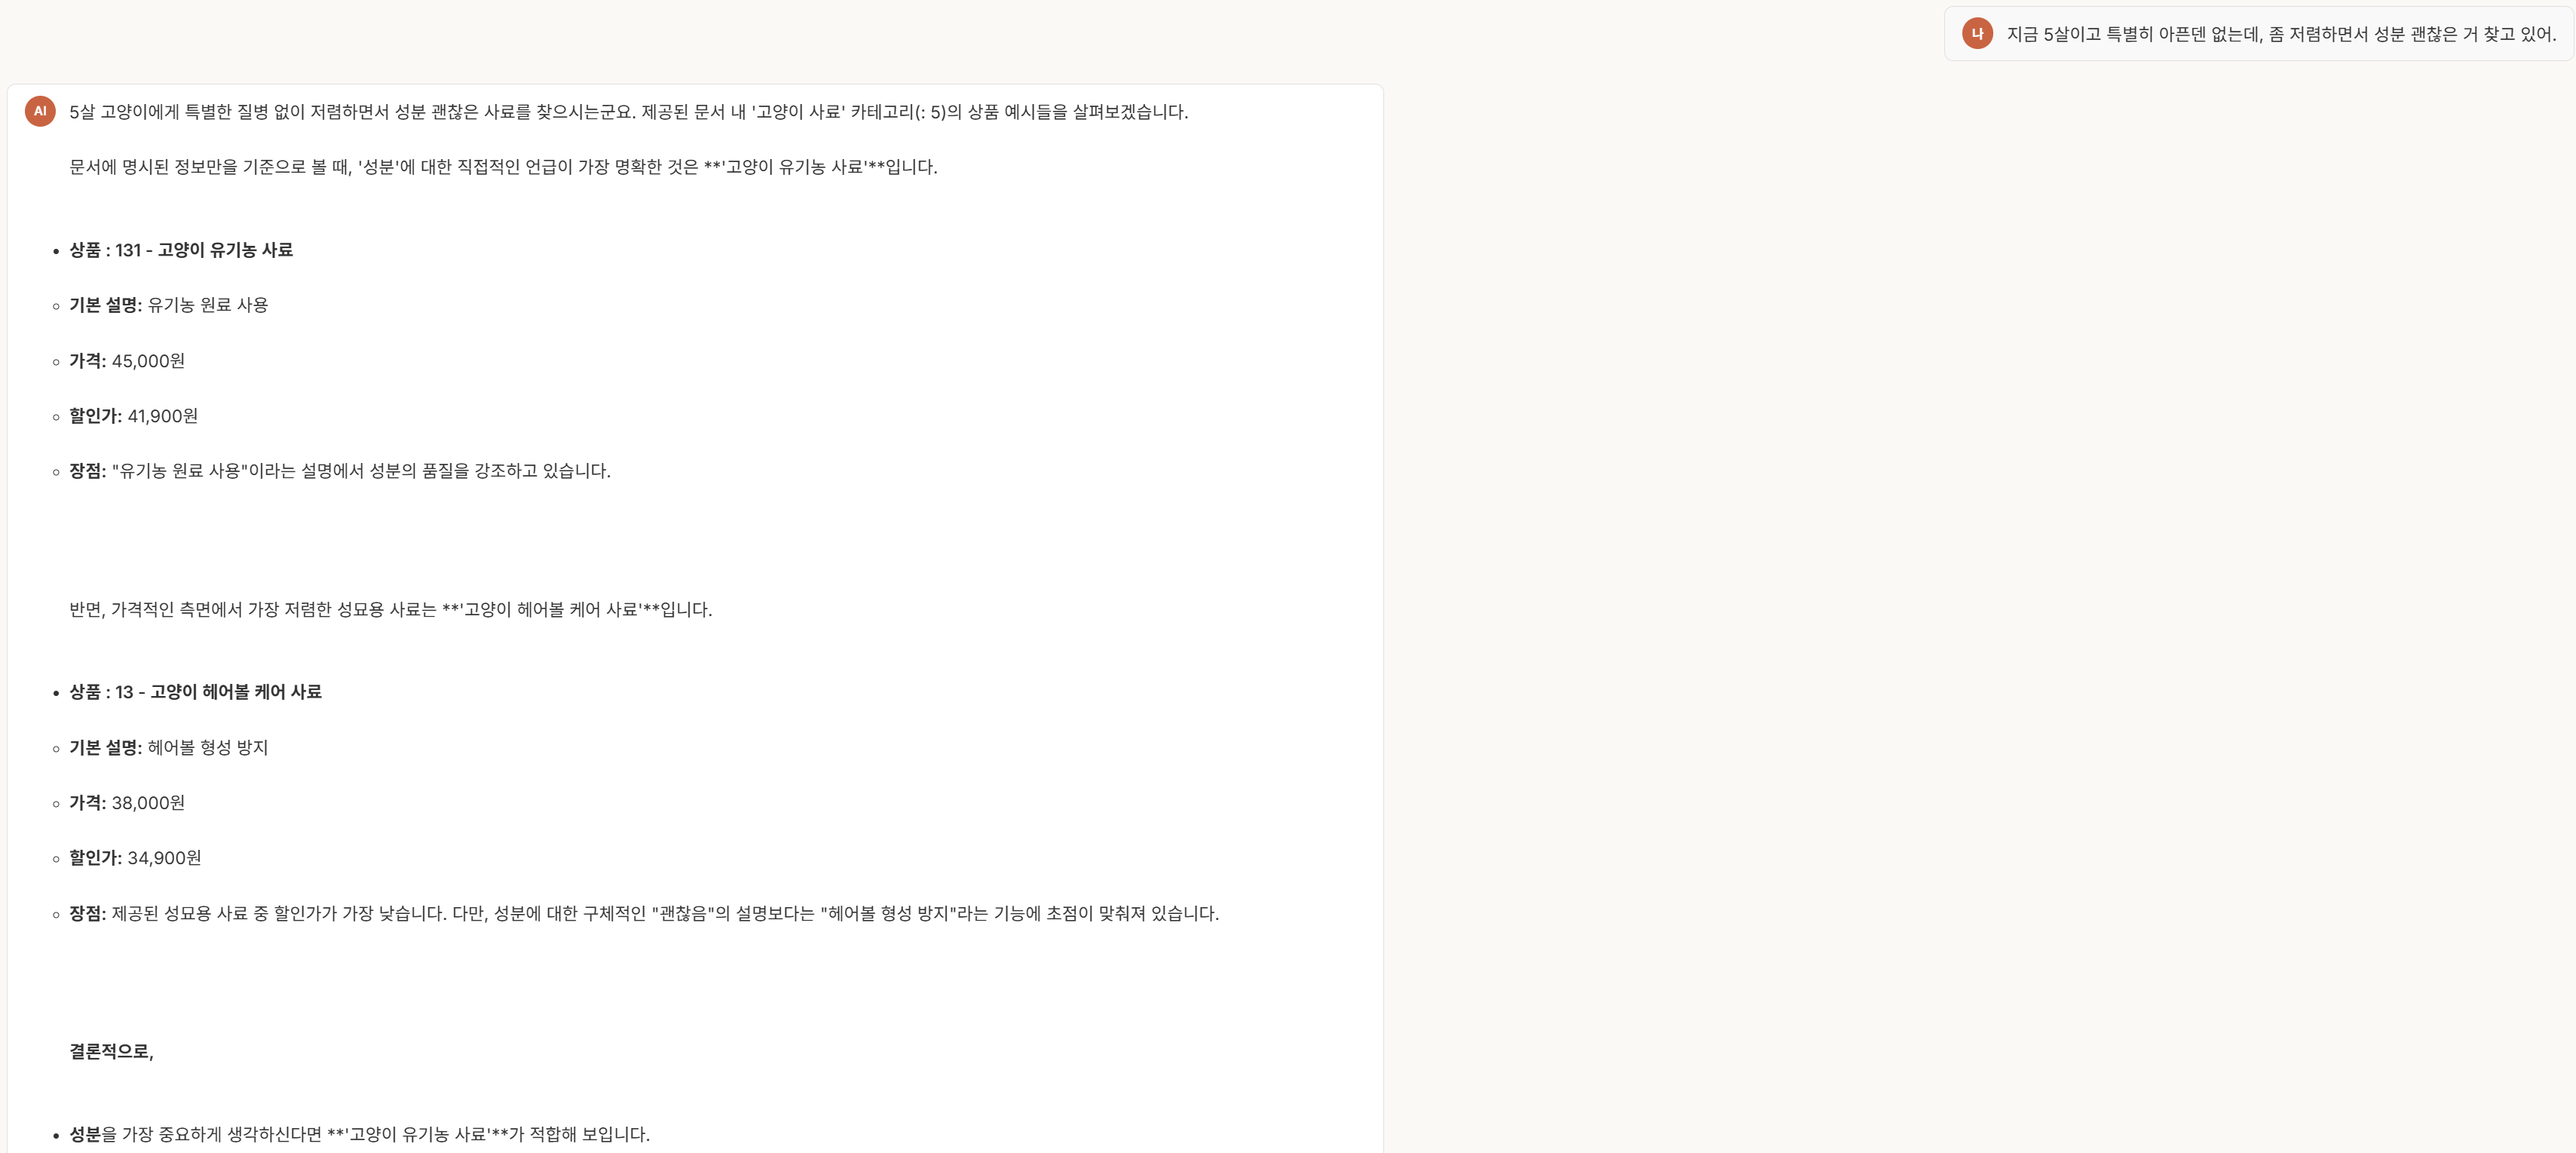 나 지금 5살이고 특별히 아픈덴 없는데, 좀 저렴하면서 성분 괜찮은 거 찾고 있어.
AI 5살 고양이에게 특별한 질병 없이 저렴하면서 성분 괜찮은 사료를 찾으시는군요. 제공된 문서 내 '고양이 사료' 카테고리(: 5)의 상품 예시들을 살펴보겠습니다.
문서에 명시된 정보만을 기준으로 볼 때, '성분'에 대한 직접적인 언급이 가장 명확한 것은 **'고양이 유기농 사료'**입니다.
• 상품 : 131 - 고양이 유기농 사료
◦ 기본 설명: 유기농 원료 사용
◦ 가격: 45,000원
◦ 할인가: 41,900원
◦ 장점: "유기농 원료 사용"이라는 설명에서 성분의 품질을 강조하고 있습니다.
반면, 가격적인 측면에서 가장 저렴한 성묘용 사료는 **'고양이 헤어볼 케어 사료'**입니다.
• 상품 : 13 - 고양이 헤어볼 케어 사료
◦ 기본 설명: 헤어볼 형성 방지
◦ 가격: 38,000원
◦ 할인가: 34,900원
◦ 장점: 제공된 성묘용 사료 중 할인가가 가장 낮습니다. 다만, 성분에 대한 구체적인 "괜찮음"의 설명보다는 "헤어볼 형성 방지"라는 기능에 초점이 맞춰져 있습니다.
결론적으로,
• 성분을 가장 중요하게 생각하신다면 **'고양이 유기농 사료'**가 적합해 보입니다.